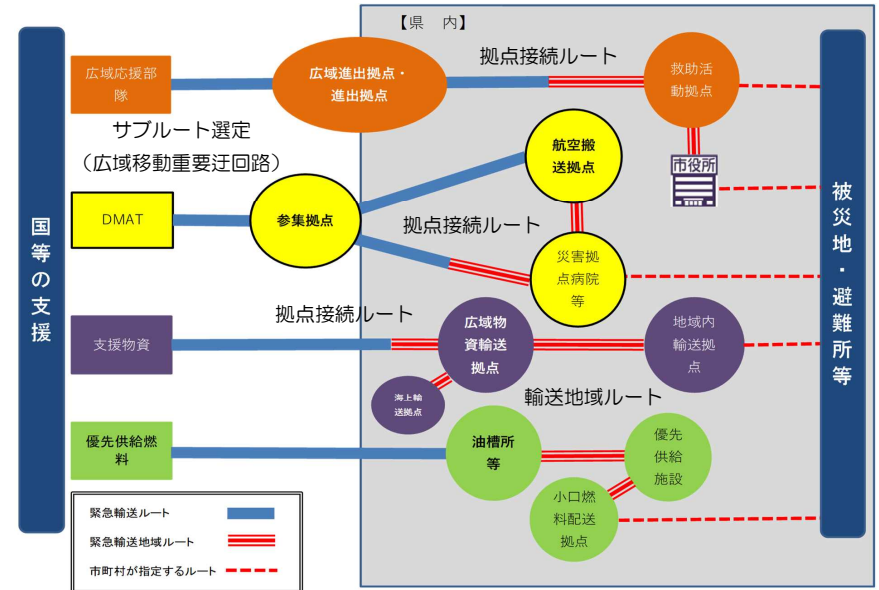 【県　内】
国等の支援
広域応援部
隊
広域進出拠点・
進出拠点
拠点接続ルート
救助活
動拠点
サブルート選定
（広域移動重要迂回路）
市役所
DMAT
参集拠点
航空搬
送拠点
拠点接続ルート
災害拠
点病院
等
拠点接続ルート
支援物資
広域物
資輸送
拠点
地域内
輸送拠
点
海上輸
送拠点
輸送地域ルート
優先供給燃
料
油槽所
等
優先
供給
施設
小口燃
料配送
拠点
被災地・避難所等
緊急輸送ルート
緊急輸送地域ルート
市町村が指定するルート